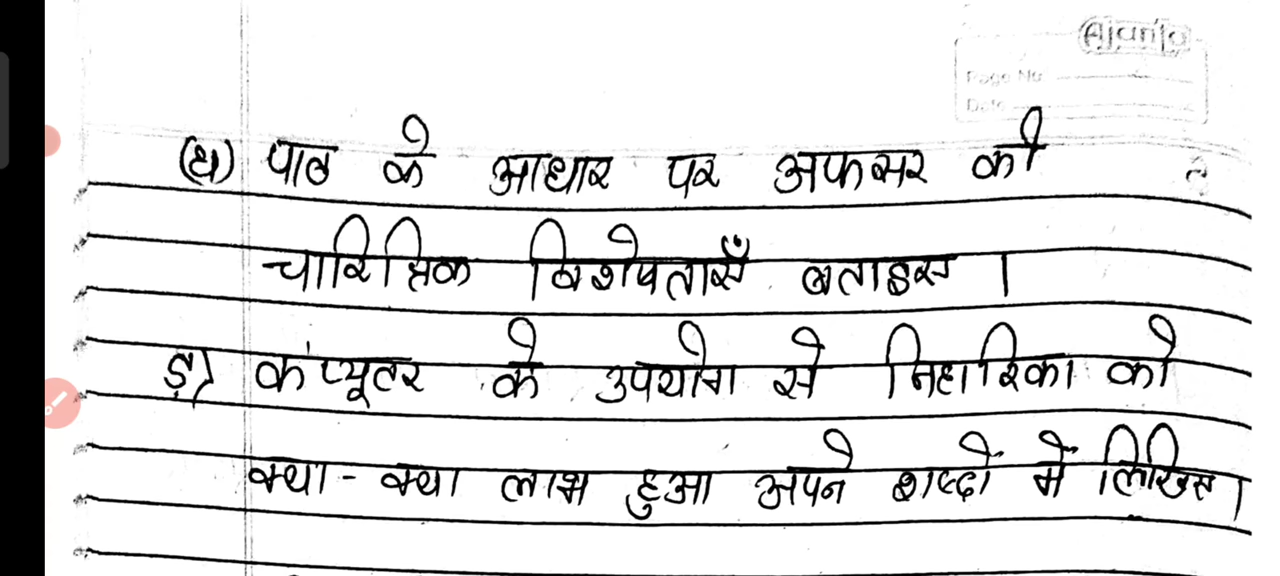 Ajanta
Page No
Date
(घ) पाठ के आधार पर अफसर की
चारित्रिक विशेषताएँ बताइए ।
ङ) कंप्यूटर के उपयोग से निहारिका को
क्या - क्या लाभ हुआ अपने शब्दों में लिखिए ।